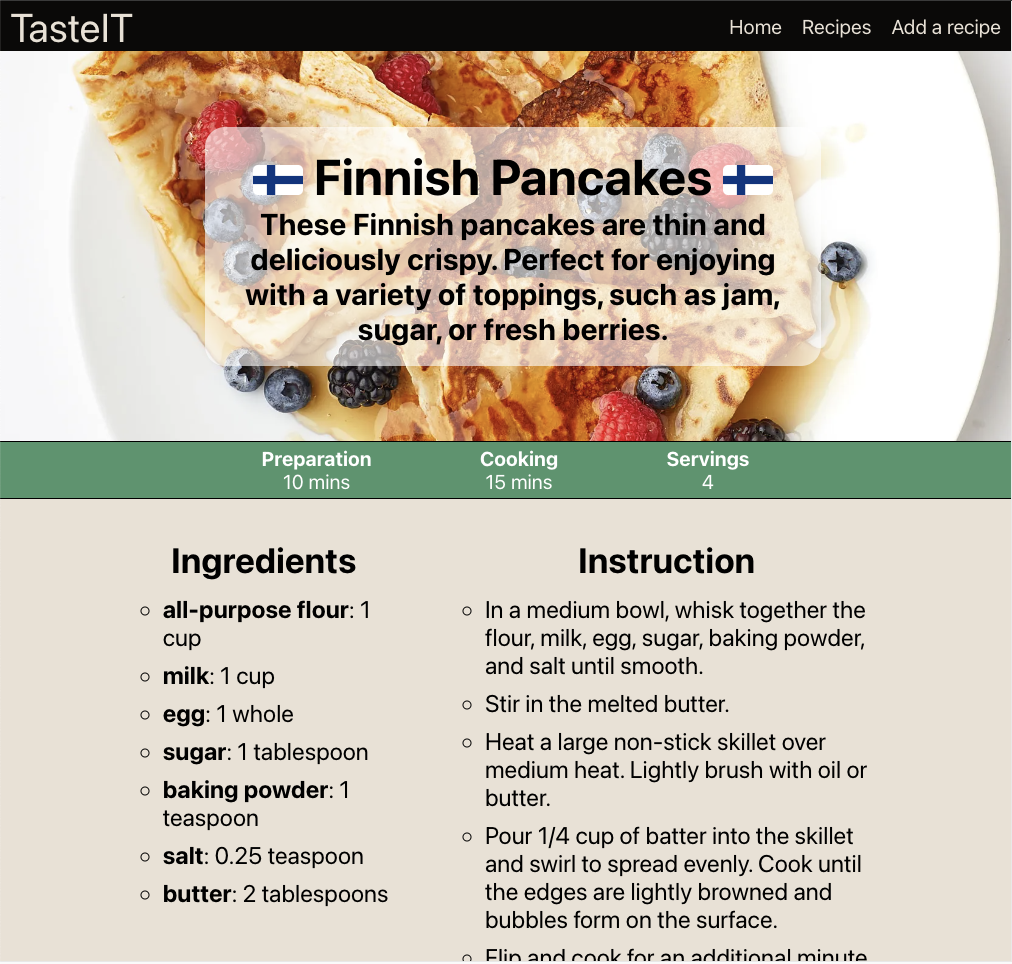 TasteIT
Home Recipes Add a recipe
Finnish Pancakes
These Finnish pancakes are thin and
deliciously crispy. Perfect for enjoying
with a variety of toppings, such as jam,
sugar, or fresh berries.
Preparation Cooking Servings
10 mins 15 mins 4
Ingredients
all-purpose flour: 1
cup
milk: 1 cup
egg: 1 whole
sugar: 1 tablespoon
baking powder: 1
teaspoon
salt: 0.25 teaspoon
butter: 2 tablespoons
Instruction
In a medium bowl, whisk together the
flour, milk, egg, sugar, baking powder,
and salt until smooth.
Stir in the melted butter.
Heat a large non-stick skillet over
medium heat. Lightly brush with oil or
butter.
Pour 1/4 cup of batter into the skillet
and swirl to spread evenly. Cook until
the edges are lightly browned and
bubbles form on the surface.
Flip and cook for an additional minute